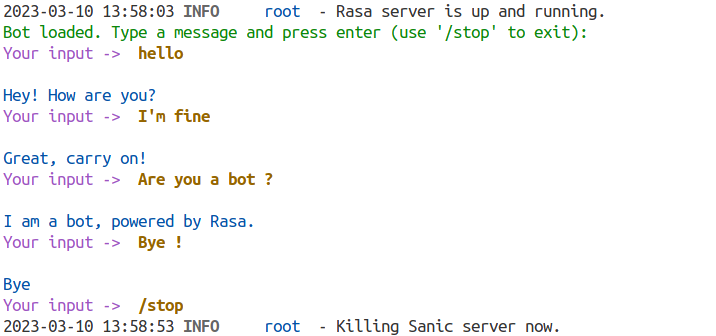 2023-03-10 13:58:03 INFO     root  - Rasa server is up and running.
Bot loaded. Type a message and press enter (use '/stop' to exit):
Your input ->  hello
Hey! How are you?
Your input ->  I'm fine
Great, carry on!
Your input ->  Are you a bot ?
I am a bot, powered by Rasa.
Your input ->  Bye !
Bye
Your input ->  /stop
2023-03-10 13:58:53 INFO     root  - Killing Sanic server now.